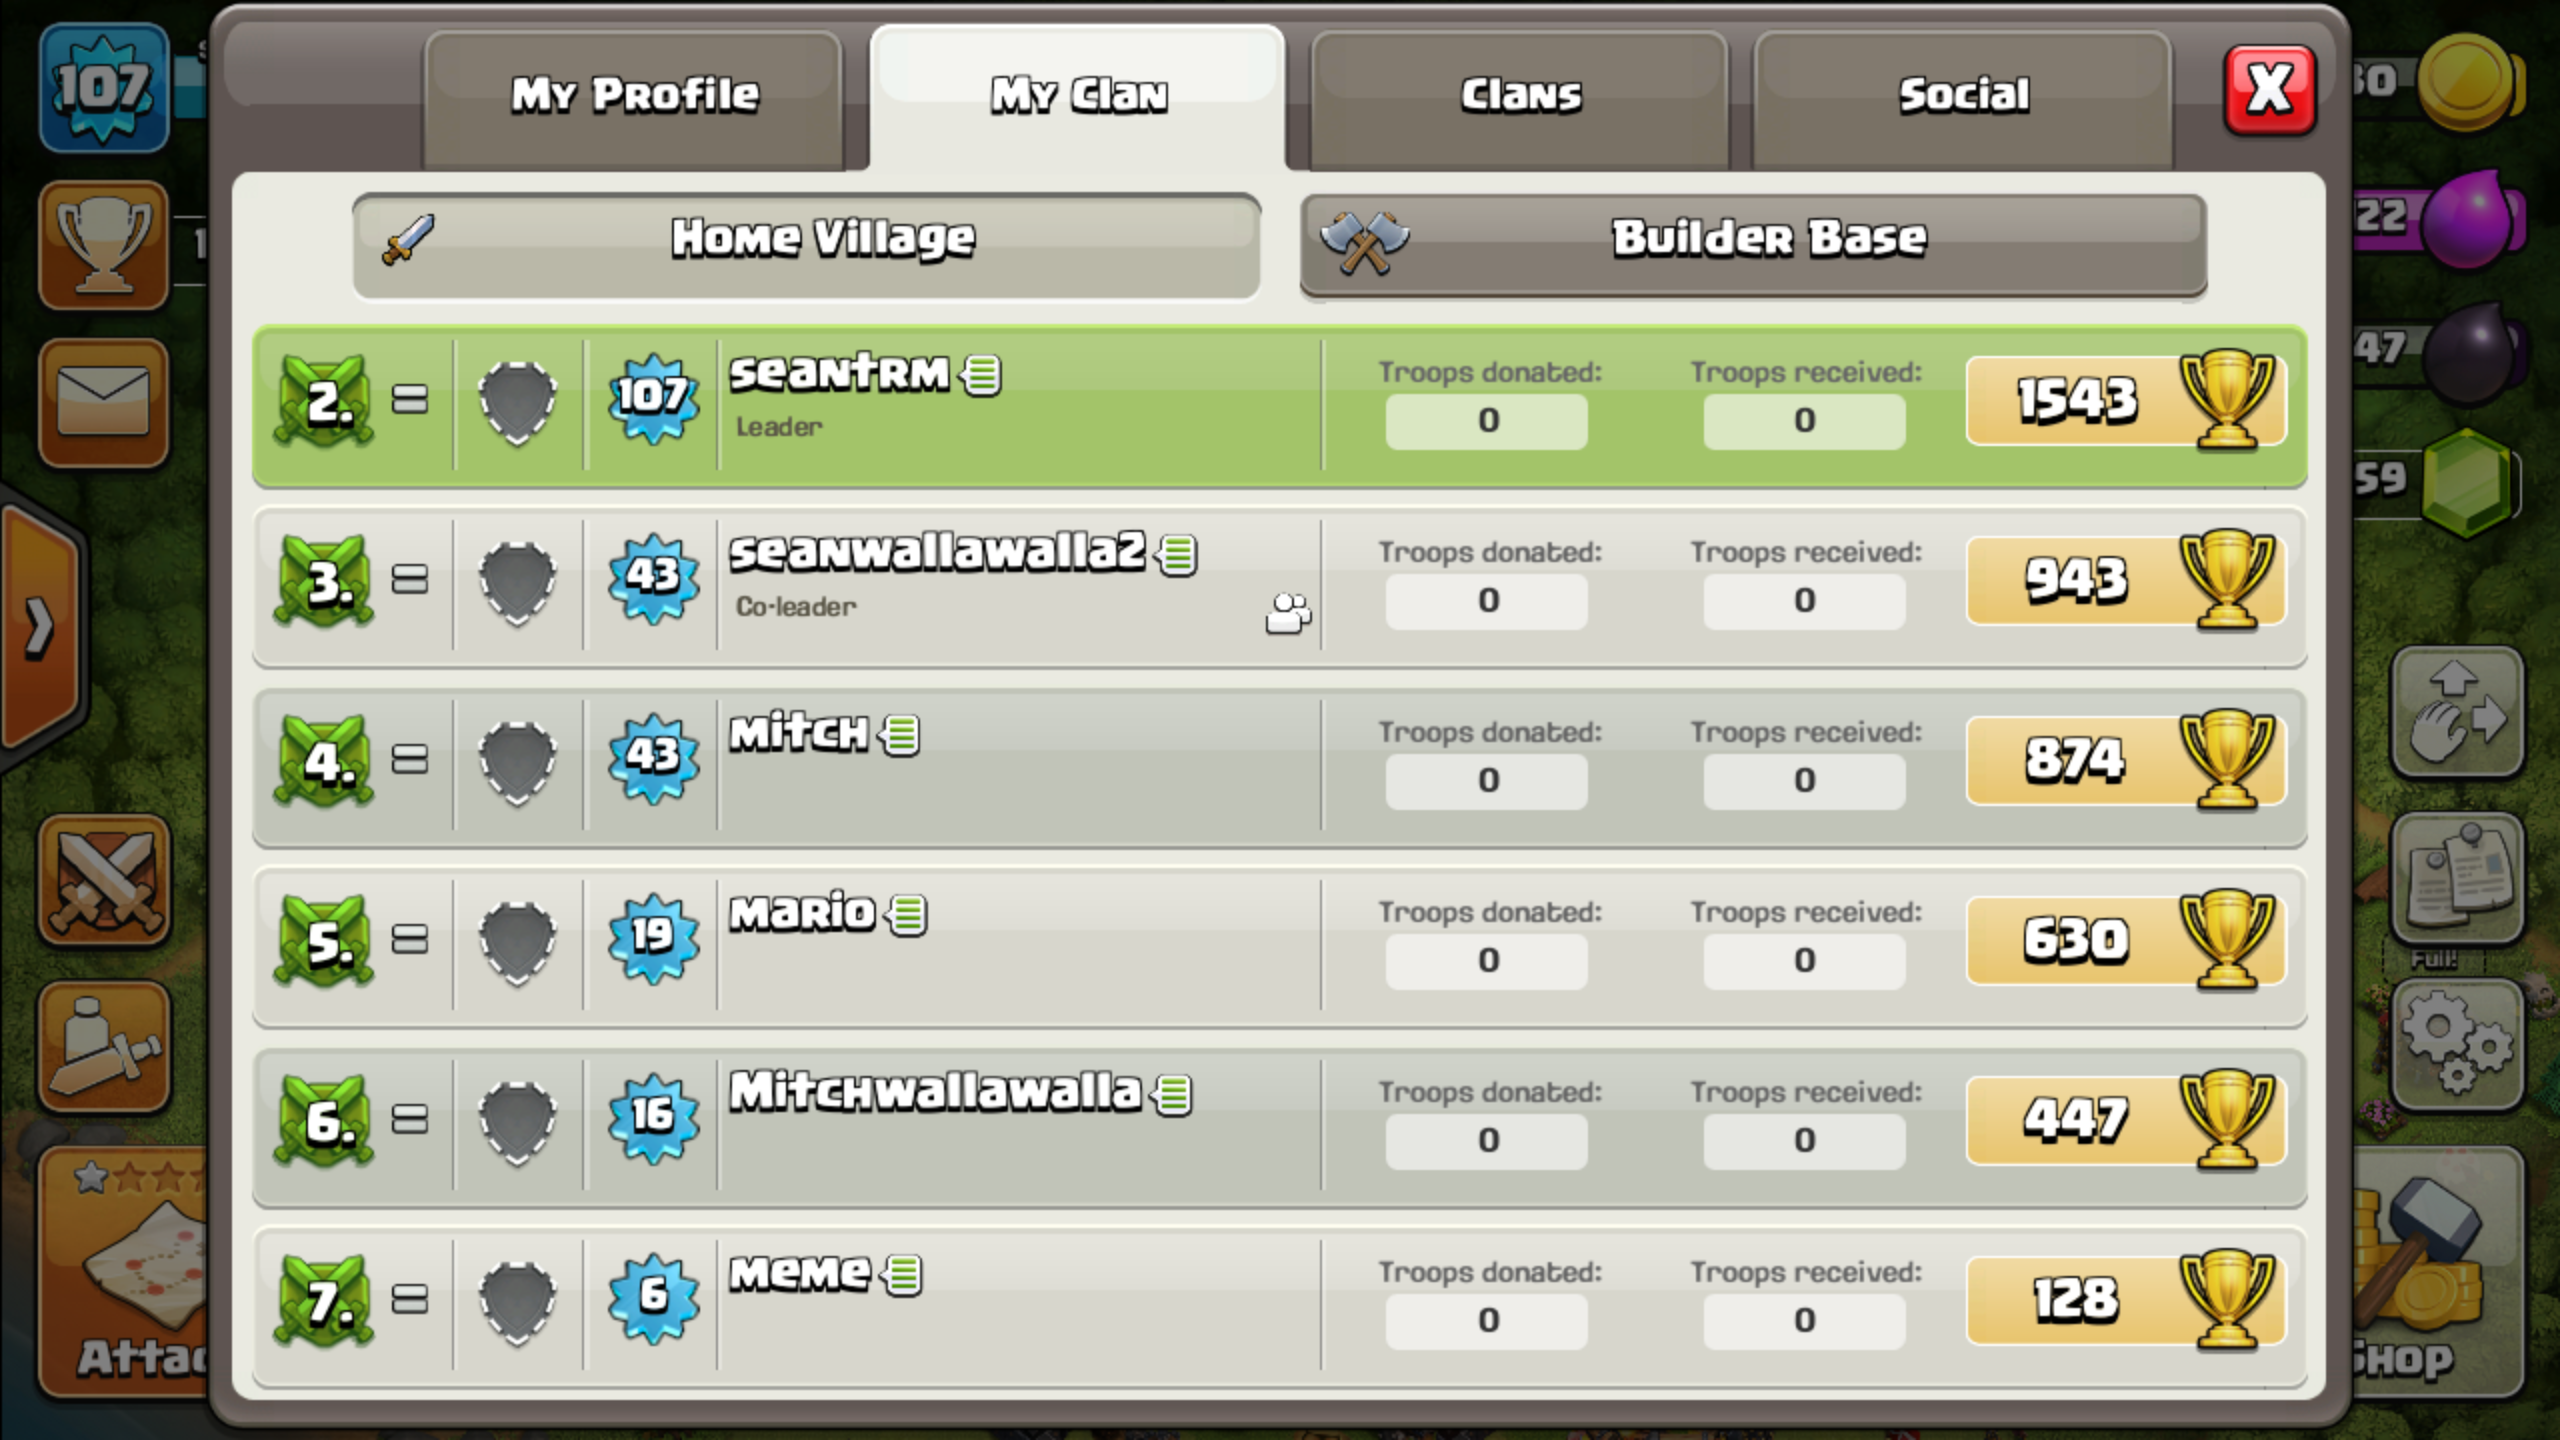 107
My Profile
My Clan
Clans
Social
X
30
Home Village
Builder Base
22
47
59
2. = 107 seantrm Troops donated: Troops received: 1543
Leader 0 0
3. = 43 seanwallawalla2 Troops donated: Troops received: 943
Co-leader 0 0
4. = 43 Mitch Troops donated: Troops received: 874
0 0
5. = 19 Mario Troops donated: Troops received: 630
0 0
Full!
6. = 16 Mitchwallawalla Troops donated: Troops received: 447
0 0
7. = 6 Meme Troops donated: Troops received: 128
0 0
Attac
Shop